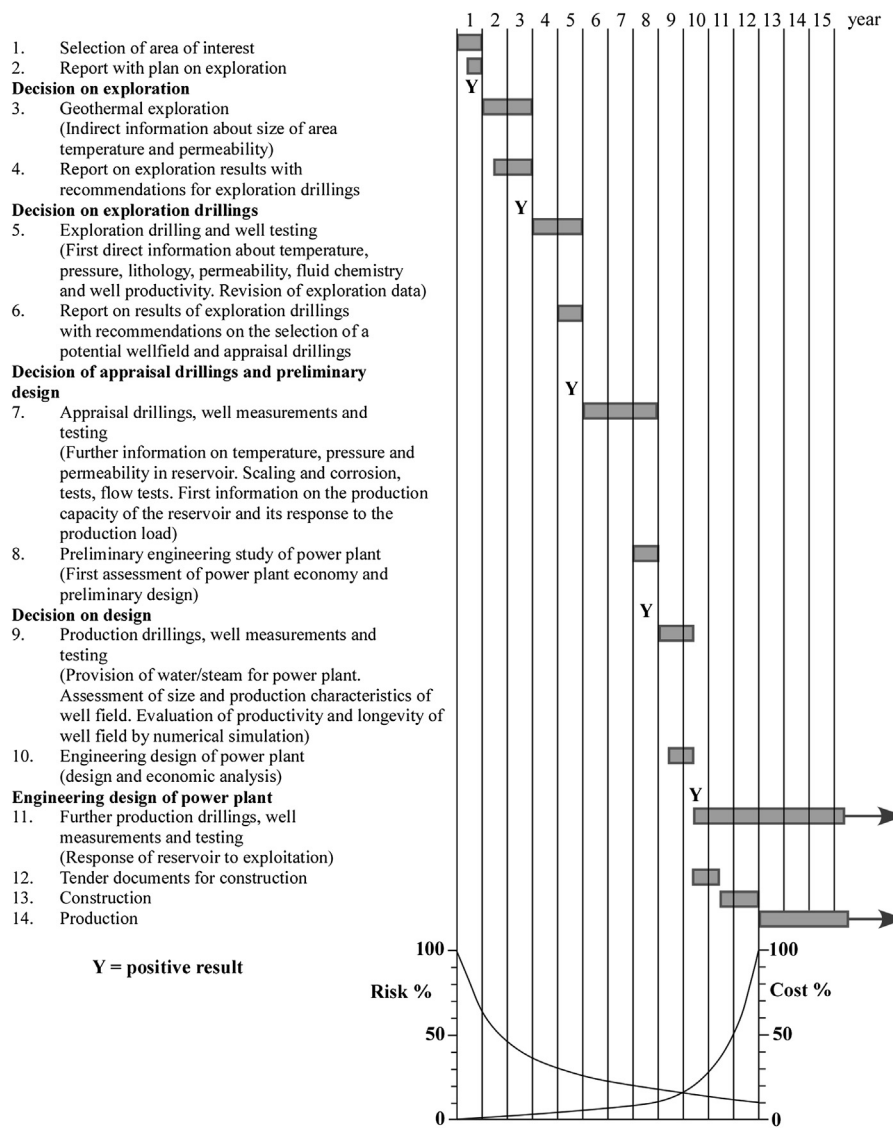 1 2 3 4 5 6 7 8 9 10 11 12 13 14 15 year
1. Selection of area of interest
2. Report with plan on exploration
Y
Decision on exploration
3. Geothermal exploration
(Indirect information about size of area
temperature and permeability)
4. Report on exploration results with
recommendations for exploration drillings
Y
Decision on exploration drillings
5. Exploration drilling and well testing
(First direct information about temperature,
pressure, lithology, permeability, fluid chemistry
and well productivity. Revision of exploration data)
6. Report on results of exploration drillings
with recommendations on the selection of a
potential wellfield and appraisal drillings
Decision of appraisal drillings and preliminary
Y
design
7. Appraisal drillings, well measurements and
testing
(Further information on temperature, pressure and
permeability in reservoir. Scaling and corrosion,
tests, flow tests. First information on the production
capacity of the reservoir and its response to the
production load)
8. Preliminary engineering study of power plant
(First assessment of power plant economy and
preliminary design)
Y
Decision on design
9. Production drillings, well measurements and
testing
(Provision of water/steam for power plant.
Assessment of size and production characteristics of
well field. Evaluation of productivity and longevity of
well field by numerical simulation)
10. Engineering design of power plant
(design and economic analysis)
Y
Engineering design of power plant
11. Further production drillings, well
measurements and testing
(Response of reservoir to exploitation)
12. Tender documents for construction
13. Construction
14. Production
Y = positive result
100 100
Risk % Cost %
50 50
0 0